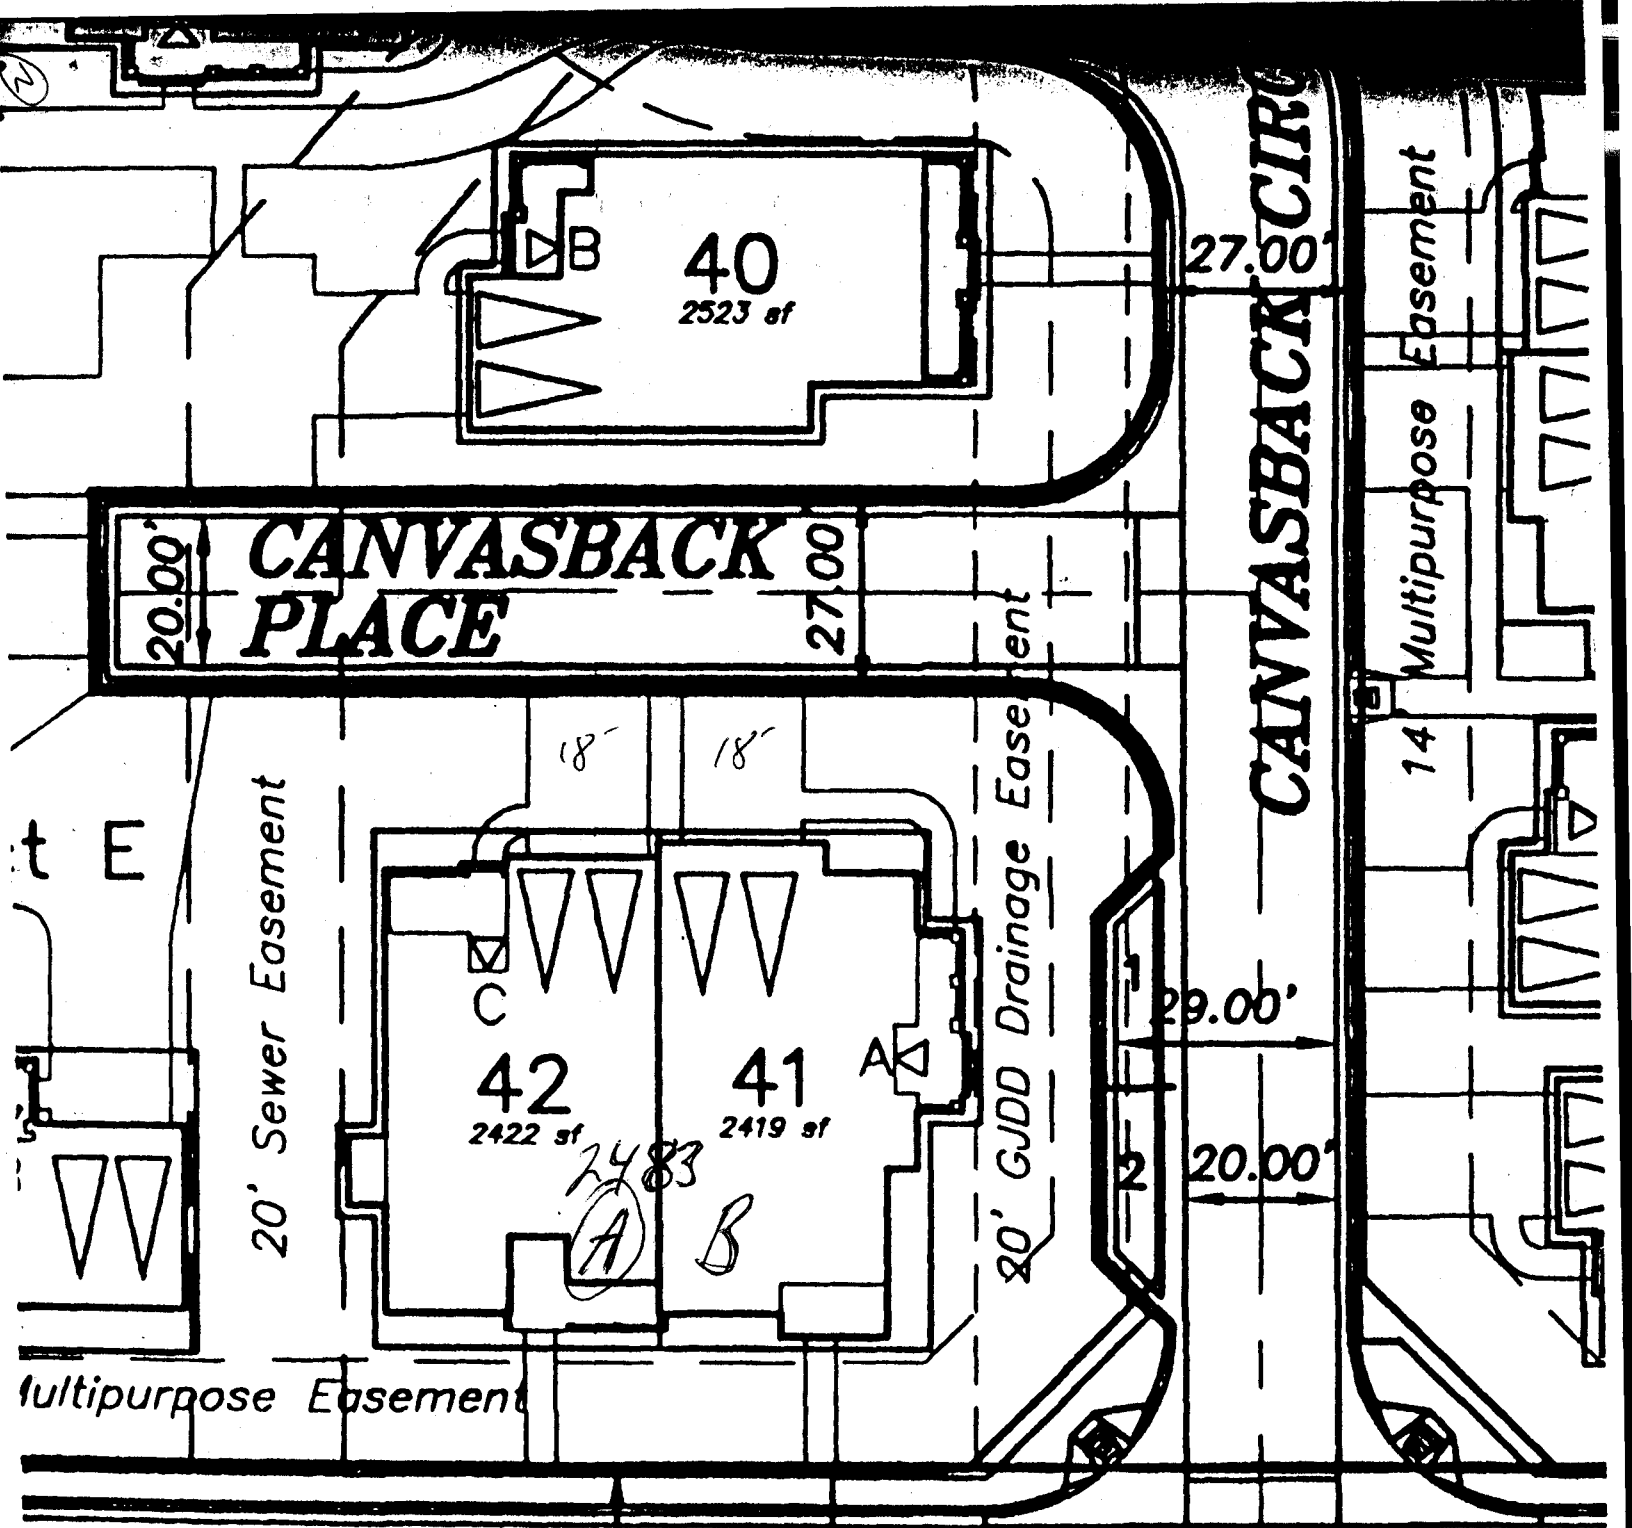 CANVASBACK CIRC
B
40
2523 sf
27.00'
Multipurpose Easement
14
CANVASBACK
PLACE
20.00'
27.00
18'
18'
t E
20' Sewer Easement
20' GJDD Drainage Easement
C
A
42
2422 sf
41
2419 sf
2483
A
B
1
29.00'
2
20.00'
ultipurpose Easement